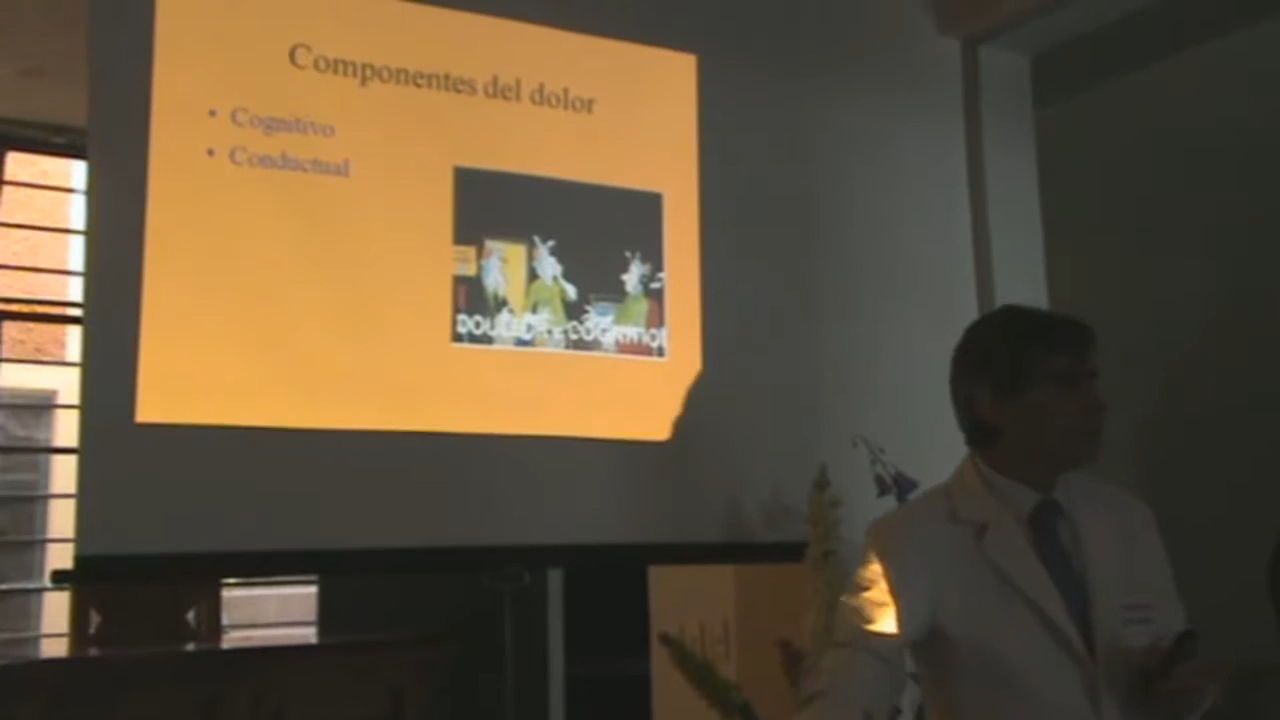 Componentes del dolor
• Cognitivo
• Conductual